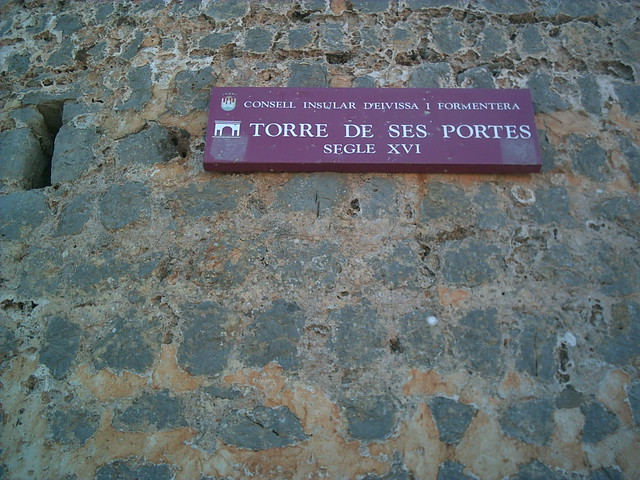 CONSELL INSULAR D'EIVISSA I FORMENTERA
TORRE DE SES PORTES
SEGLE XVI